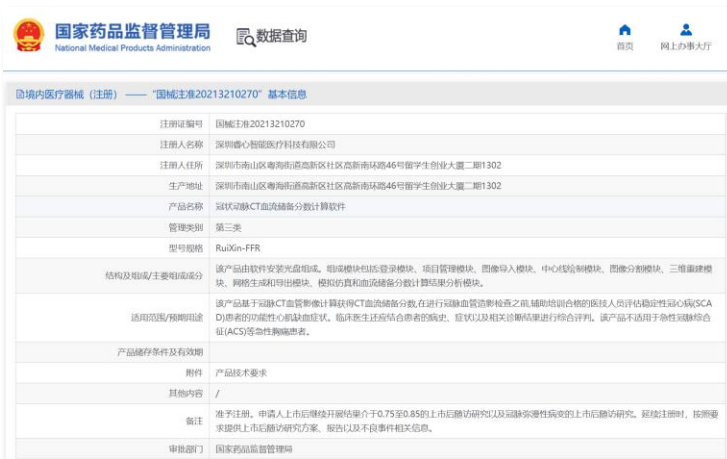 国家药品监督管理局
National Medical Products Administration
数据查询
首页
网上办事大厅
境内医疗器械（注册） —— “国械注准20213210270” 基本信息
注册证编号 国械注准20213210270
注册人名称 深圳睿心智能医疗科技有限公司
注册人住所 深圳市南山区粤海街道高新区社区高新南环路46号留学生创业大厦二期1302
生产地址 深圳市南山区粤海街道高新区社区高新南环路46号留学生创业大厦二期1302
产品名称 冠状动脉CT血流储备分数计算软件
管理类别 第三类
型号规格 RuiXin-FFR
结构及组成/主要组成成分 该产品由软件安装光盘组成。组成模块包括:登录模块、项目管理模块、图像导入模块、中心线绘制模块、图像分割模块、三维重建模
块、网格生成和导出模块、模拟仿真和血流储备分数计算结果分析模块。
适用范围/预期用途 该产品基于冠脉CT血管影像计算获得CT血流储备分数,在进行冠脉血管造影检查之前,辅助培训合格的医技人员评估稳定性冠心病(SCA
D)患者的功能性心肌缺血症状。临床医生还应结合患者的病史、症状以及相关诊断结果进行综合评判。该产品不适用于急性冠脉综合
征(ACS)等急性胸痛患者。
产品储存条件及有效期
附件 产品技术要求
其他内容 /
备注 准予注册。申请人上市后继续开展结果介于0.75至0.85的上市后随访研究以及冠脉弥漫性病变的上市后随访研究。延续注册时，按照要
求提供上市后随访研究方案、报告以及不良事件相关信息。
审批部门 国家药品监督管理局